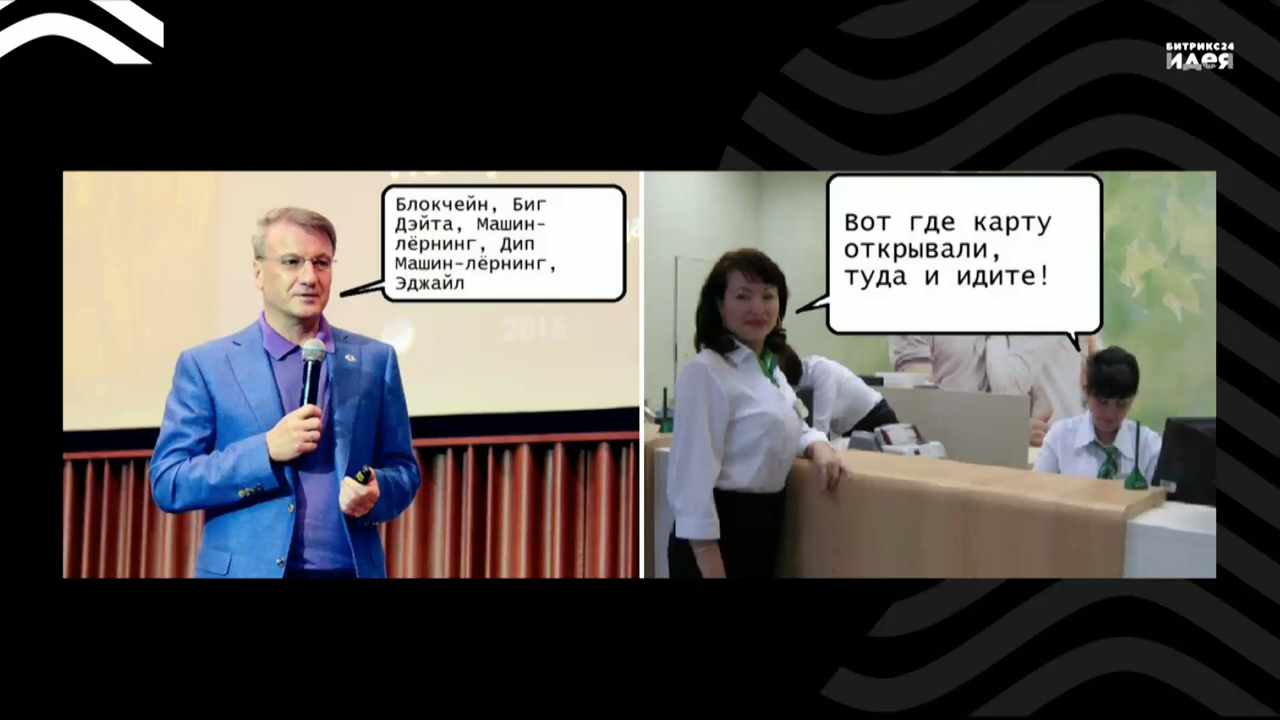 БИТРИКС24
идея
Блокчейн, Биг
Дэйта, Машин-
лёрнинг, Дип
Машин-лёрнинг,
Эджайл
2016
Вот где карту
открывали,
туда и идите!